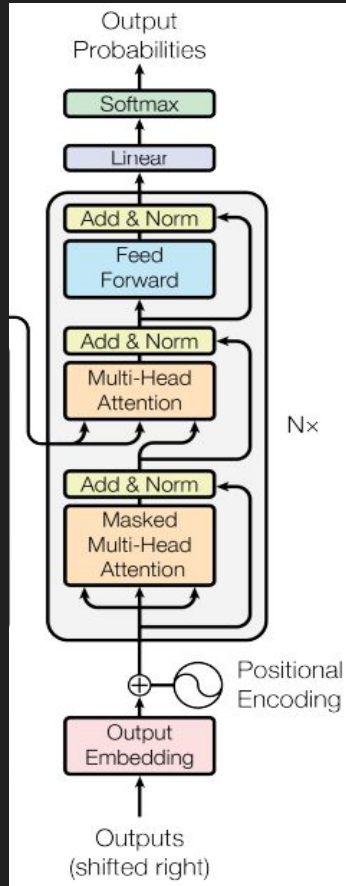 Output
Probabilities
Softmax
Linear
Add & Norm
Feed
Forward
Add & Norm
Multi-Head
Attention
N×
Add & Norm
Masked
Multi-Head
Attention
Positional
Encoding
Output
Embedding
Outputs
(shifted right)